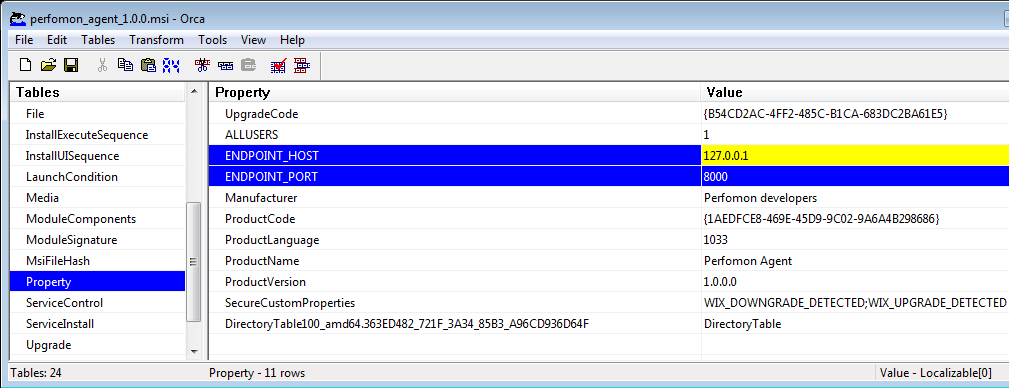 perfomon_agent_1.0.0.msi - Orca
File Edit Tables Transform Tools View Help
Tables Property Value
File UpgradeCode {B54CD2AC-4FF2-485C-B1CA-683DC2BA61E5}
InstallExecuteSequence ALLUSERS 1
InstallUISequence ENDPOINT_HOST 127.0.0.1
LaunchCondition ENDPOINT_PORT 8000
Media Manufacturer Perfomon developers
ModuleComponents ProductCode {1AEDFCE8-469E-45D9-9C02-9A6A4B298686}
ModuleSignature ProductLanguage 1033
MsiFileHash ProductName Perfomon Agent
Property ProductVersion 1.0.0.0
ServiceControl SecureCustomProperties WIX_DOWNGRADE_DETECTED;WIX_UPGRADE_DETECTED
ServiceInstall DirectoryTable100_amd64.363ED482_721F_3A34_85B3_A96CD936D64F DirectoryTable
Upgrade
Tables: 24 Property - 11 rows Value - Localizable[0]